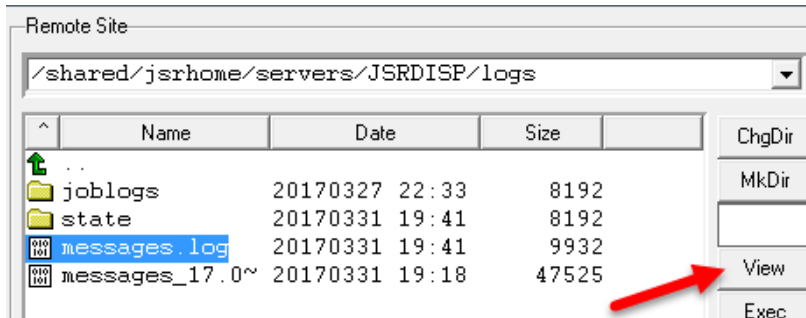 Remote Site
/shared/jsrhome/servers/JSRDISP/logs
^ Name Date Size
ChgDir
..
joblogs 20170327 22:33 8192
MkDir
state 20170331 19:41 8192
messages.log 20170331 19:41 9932
messages_17.0~ 20170331 19:18 47525
View
Exec